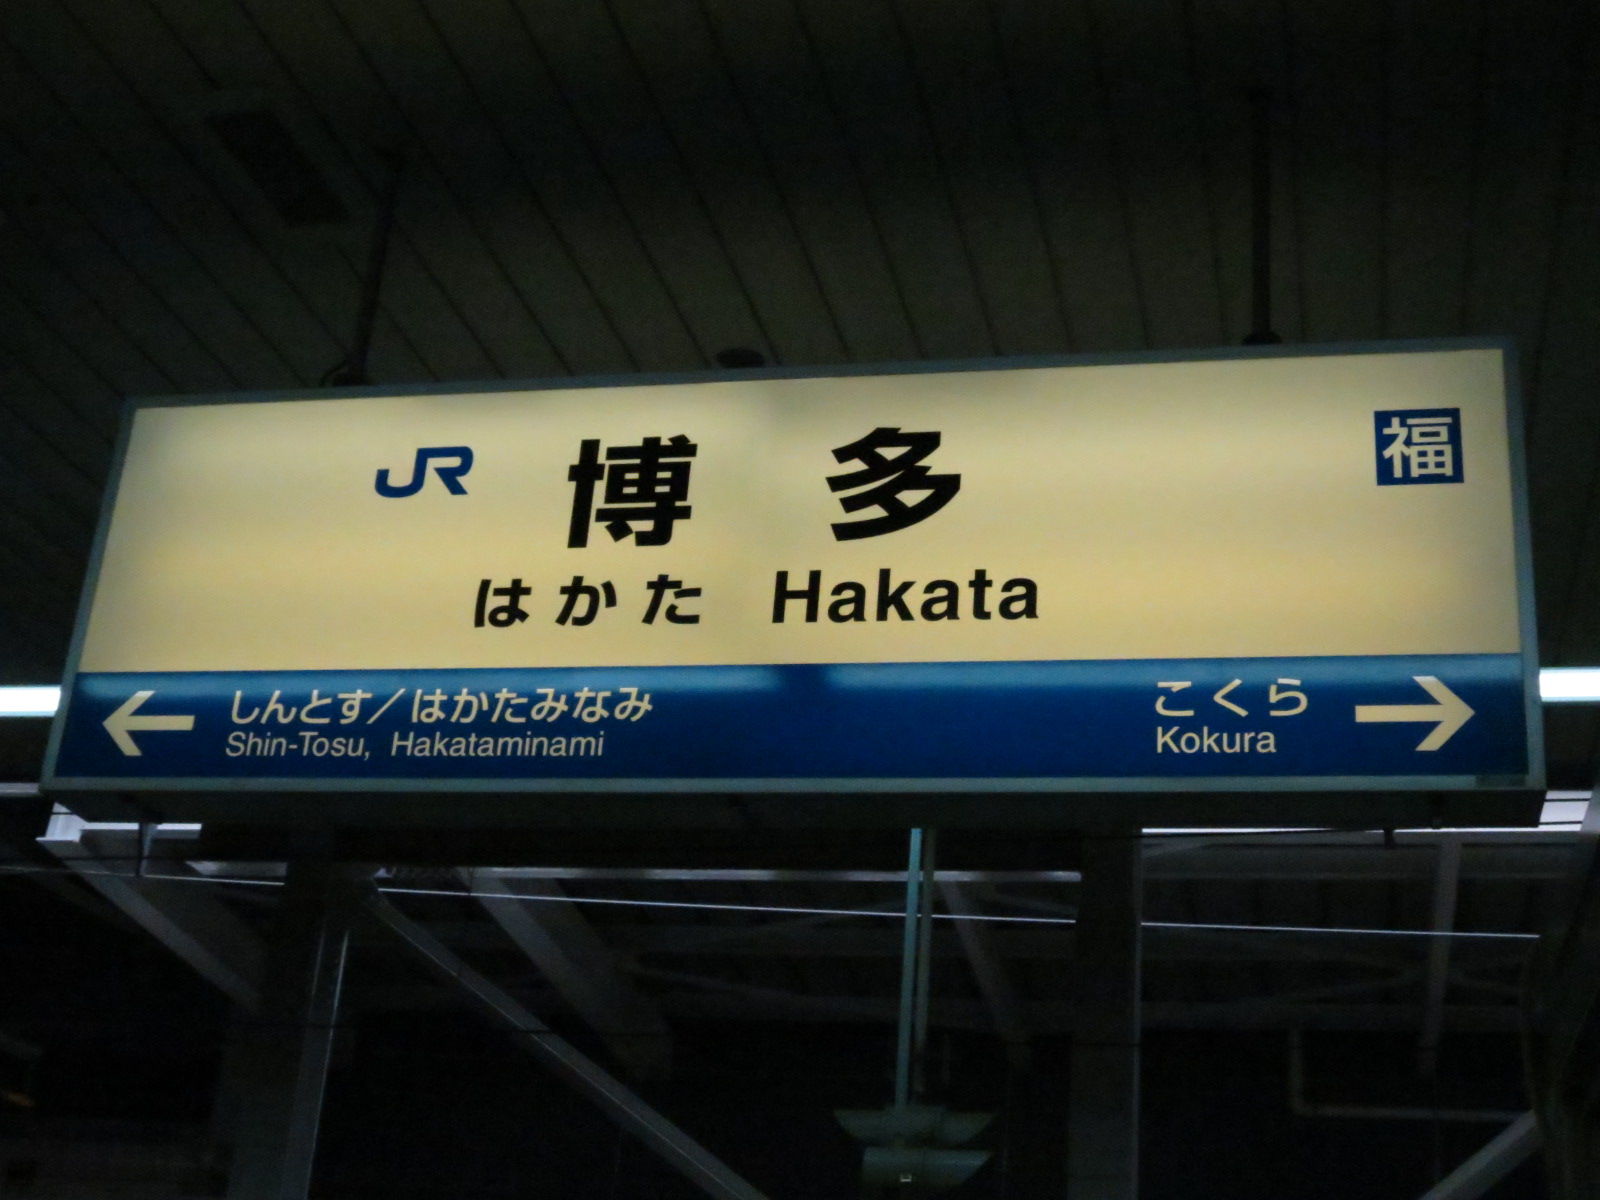 JR 博多 福
はかた Hakata
← しんとす／はかたみなみ こくら →
Shin-Tosu, Hakataminami Kokura